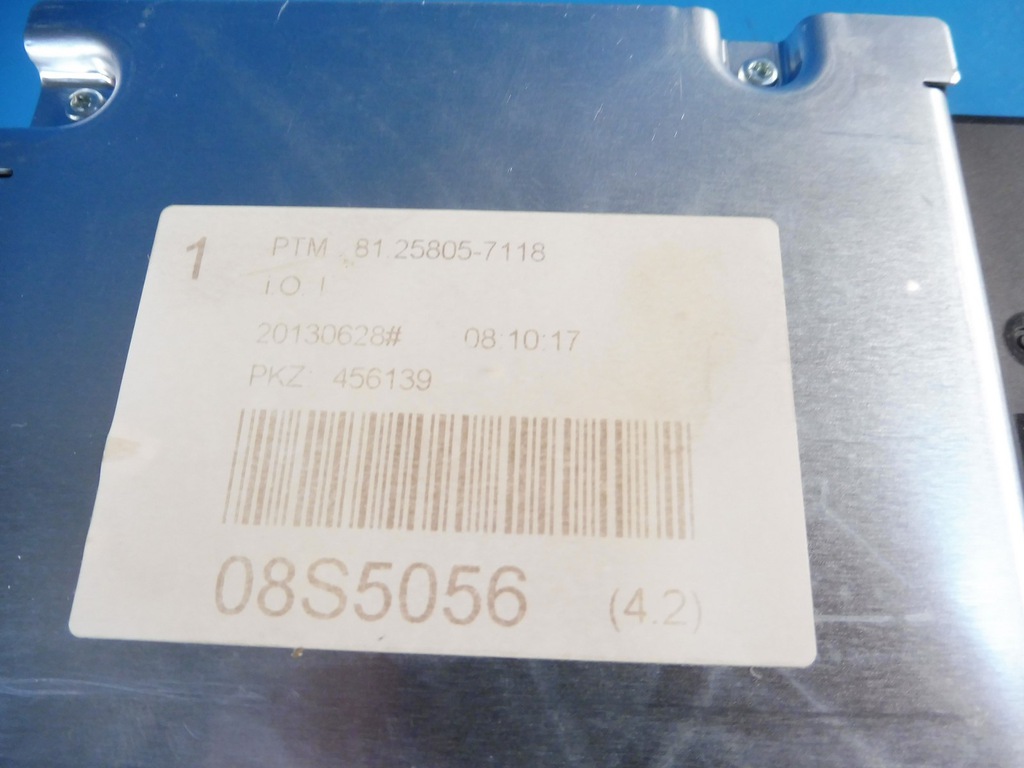 1 PTM 81.25805-7118
I.O. I
20130628# 08:10:17
PKZ: 456139
08S5056 (4.2)